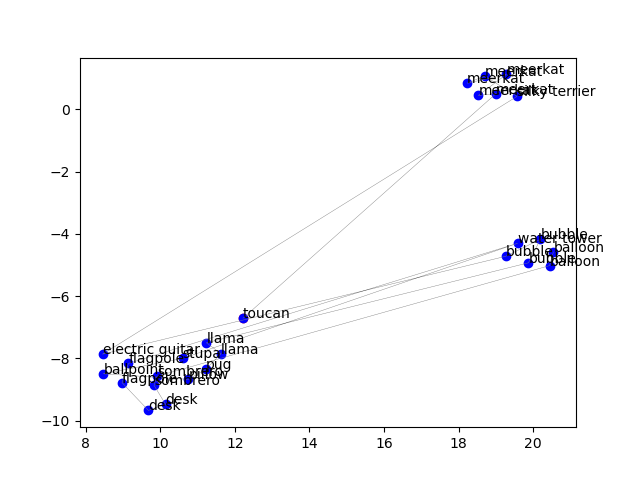 meerkat
meerkat
meerkat
meerkat
meerkat
silky terrier
0
−2
bubble
water tower
−4
balloon
bubble
bubble
balloon
−6
toucan
llama
electric guitar
llama
stupa
flagpole
−8
pug
ballpoint
sombrero
pillow
flagpole
sombrero
desk
desk
−10
8
10
12
14
16
18
20